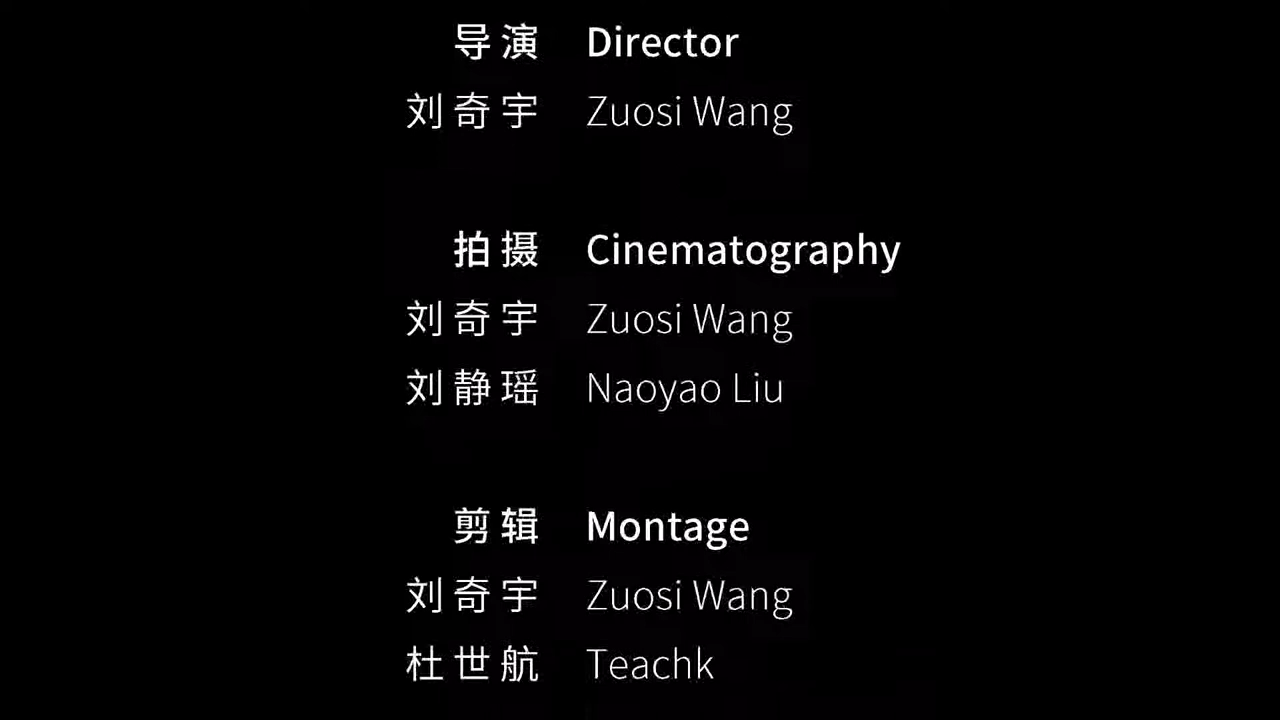 导演 Director
刘奇宇 Zuosi Wang
拍摄 Cinematography
刘奇宇 Zuosi Wang
刘静瑶 Naoyao Liu
剪辑 Montage
刘奇宇 Zuosi Wang
杜世航 Teachk